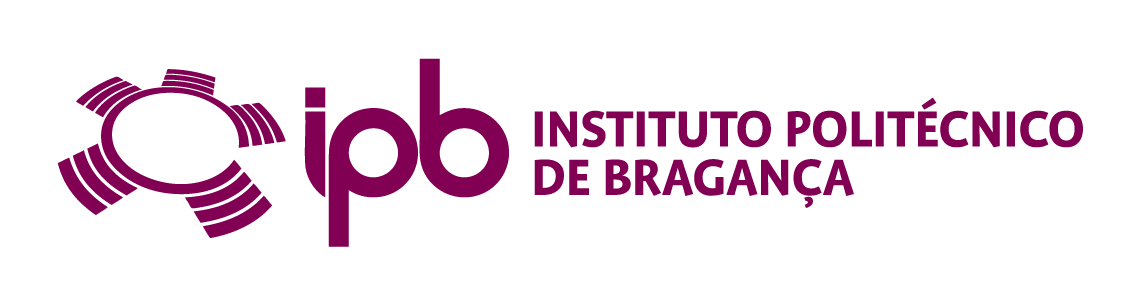 ipb
INSTITUTO POLITÉCNICO
DE BRAGANÇA